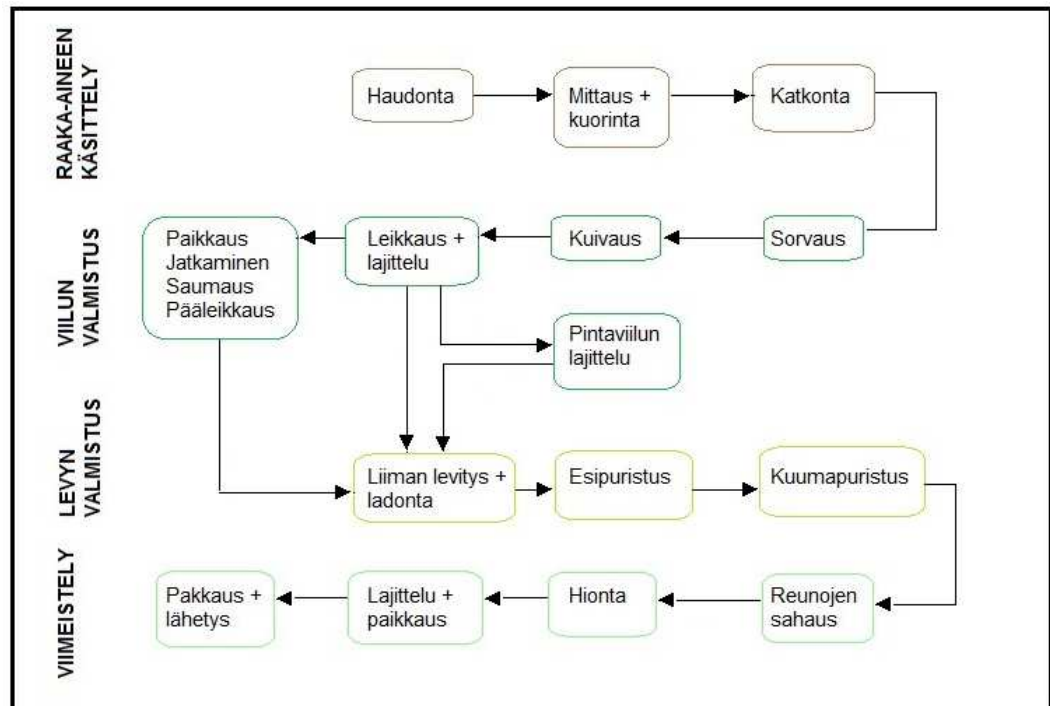 RAAKA-AINEEN
KÄSITTELY
Haudonta
Mittaus +
kuorinta
Katkonta
VIILUN
VALMISTUS
Paikkaus
Jatkaminen
Saumaus
Pääleikkaus
Leikkaus +
lajittelu
Kuivaus
Sorvaus
Pintaviilun
lajittelu
LEVYN
VALMISTUS
Liiman levitys +
ladonta
Esipuristus
Kuumapuristus
VIIMEISTELY
Pakkaus +
lähetys
Lajittelu +
paikkaus
Hionta
Reunojen
sahaus